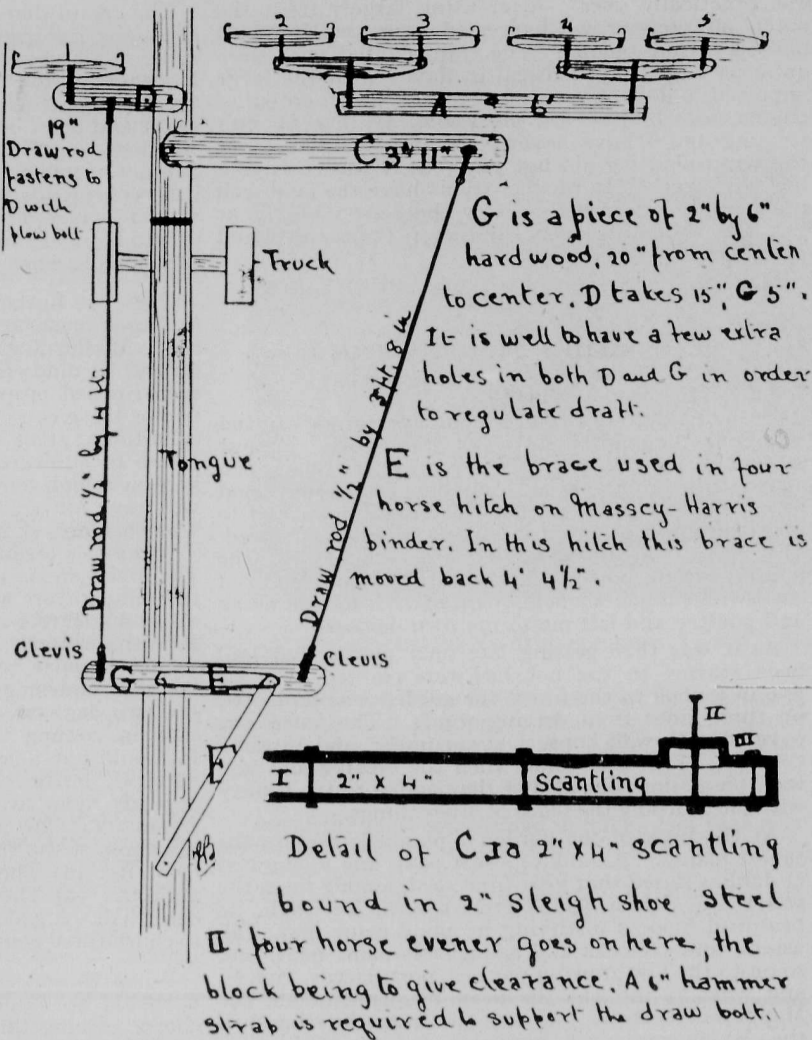 1
2
3
4
5
D
A 4' 6"
C 3ft 11"
19"
Draw rod
fastens to
D with
plow bolt
Truck
G is a piece of 2" by 6"
hardwood, 20" from center
to center. D takes 15", G 5".
It is well to have a few extra
holes in both D and G in order
to regulate draft.
E is the brace used in four
horse hitch on Massey-Harris
binder. In this hitch this brace is
moved back 4' 4½".
Tongue
Draw rod ½" by 4 ft.
Draw rod ½" by 3 ft. 8 in
Clevis
Clevis
G
E
I
2" x 4"
Scantling
II
III
Detail of C I a 2" x 4" scantling
bound in 2" sleigh shoe steel
II four horse evener goes on here, the
block being to give clearance. A 6" hammer
strap is required to support the draw bolt.